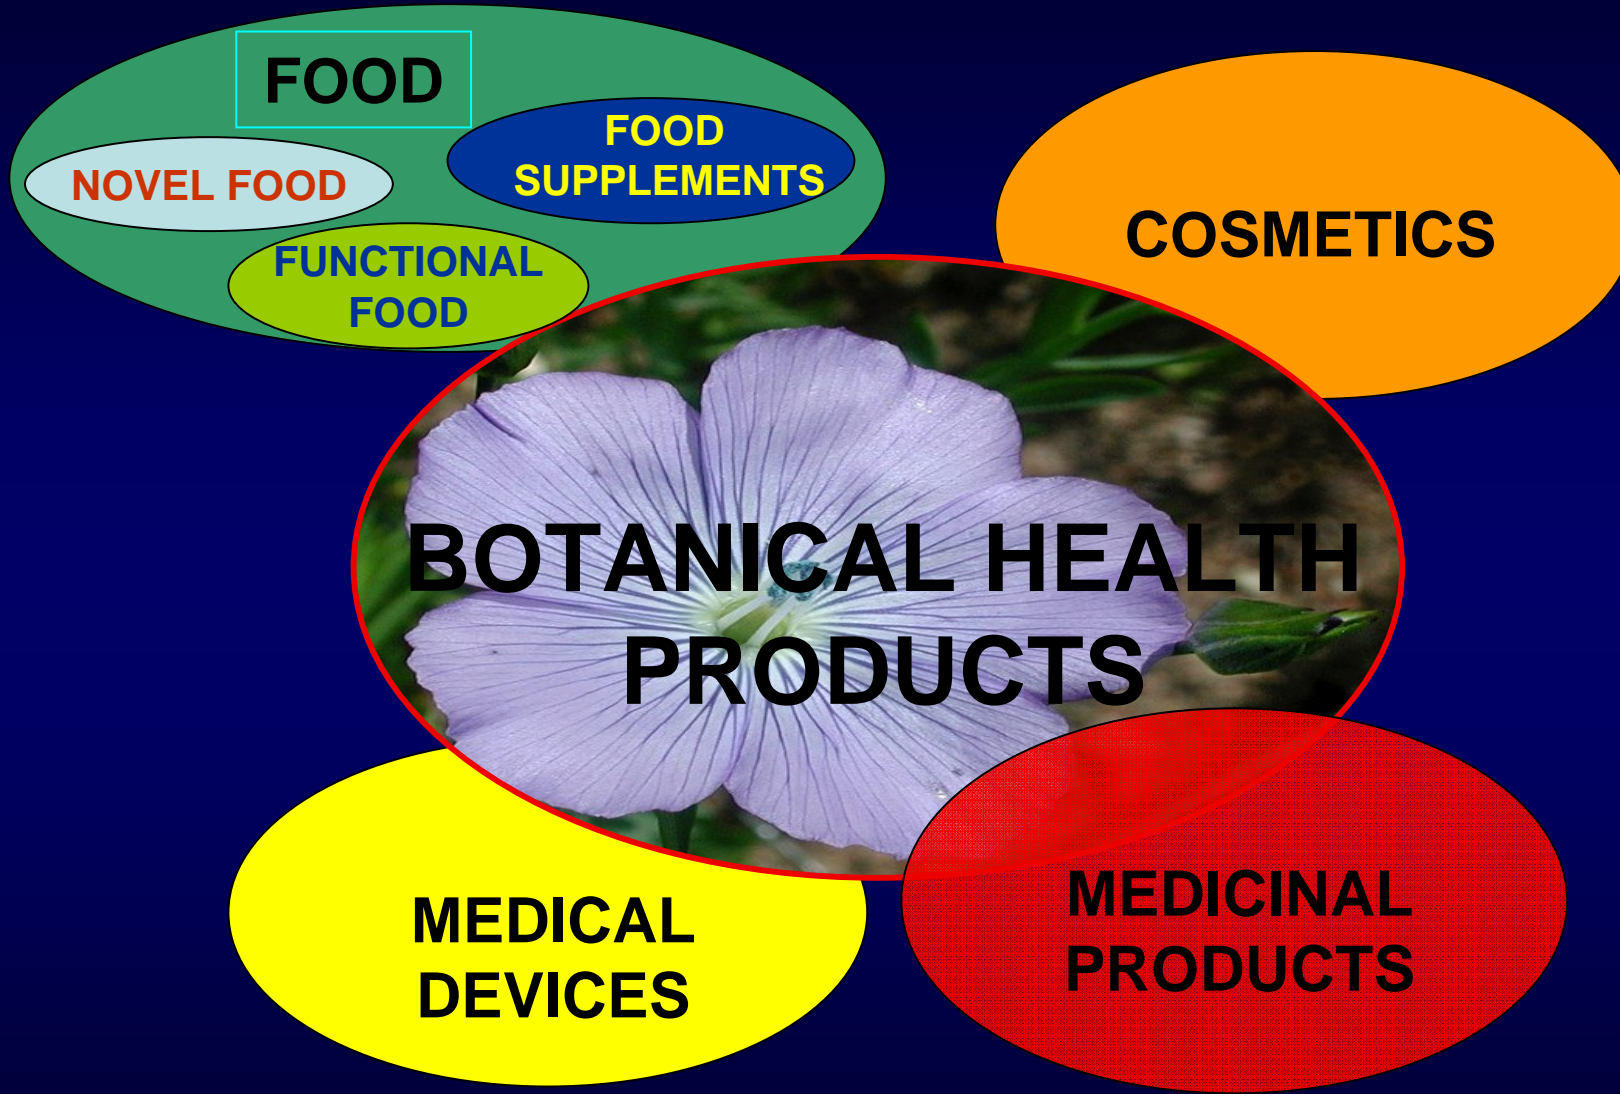 FOOD
FOOD
SUPPLEMENTS
NOVEL FOOD
FUNCTIONAL
FOOD
COSMETICS
BOTANICAL HEALTH
PRODUCTS
MEDICAL
DEVICES
MEDICINAL
PRODUCTS